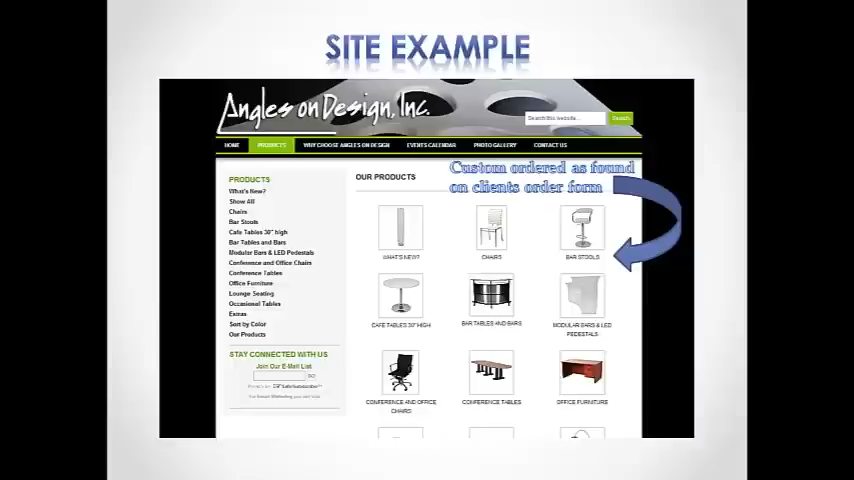 SITE EXAMPLE
Angles on Design, Inc.
Search this website...
Search
HOME
PRODUCTS
WHY CHOOSE ANGLES ON DESIGN
EVENTS CALENDAR
PHOTO GALLERY
CONTACT US
Custom ordered as found
on clients order form
PRODUCTS
What's New?
Show All
Chairs
Bar Stools
Cafe Tables 30" high
Bar Tables and Bars
Modular Bars & LED Pedestals
Conference and Office Chairs
Conference Tables
Office Furniture
Lounge Seating
Occasional Tables
Extras
Sort by Color
Our Products
STAY CONNECTED WITH US
Join Our E-Mail List
GO
OUR PRODUCTS
WHAT'S NEW?
CHAIRS
BAR STOOLS
CAFE TABLES 30" HIGH
BAR TABLES AND BARS
MODULAR BARS & LED
PEDESTALS
CONFERENCE AND OFFICE
CHAIRS
CONFERENCE TABLES
OFFICE FURNITURE